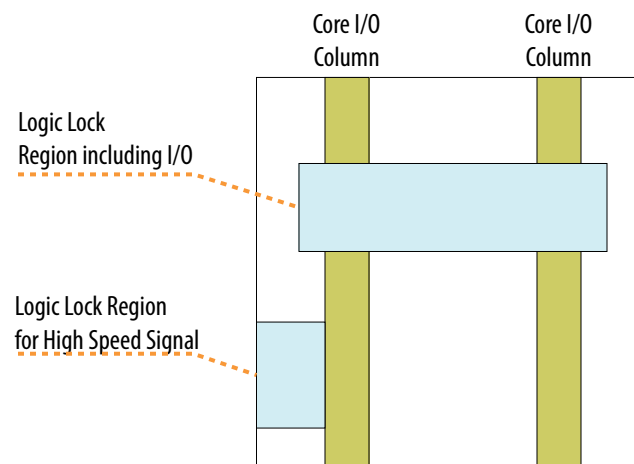 Core I/O
Column
Core I/O
Column
Logic Lock
Region including I/O
Logic Lock Region
for High Speed Signal